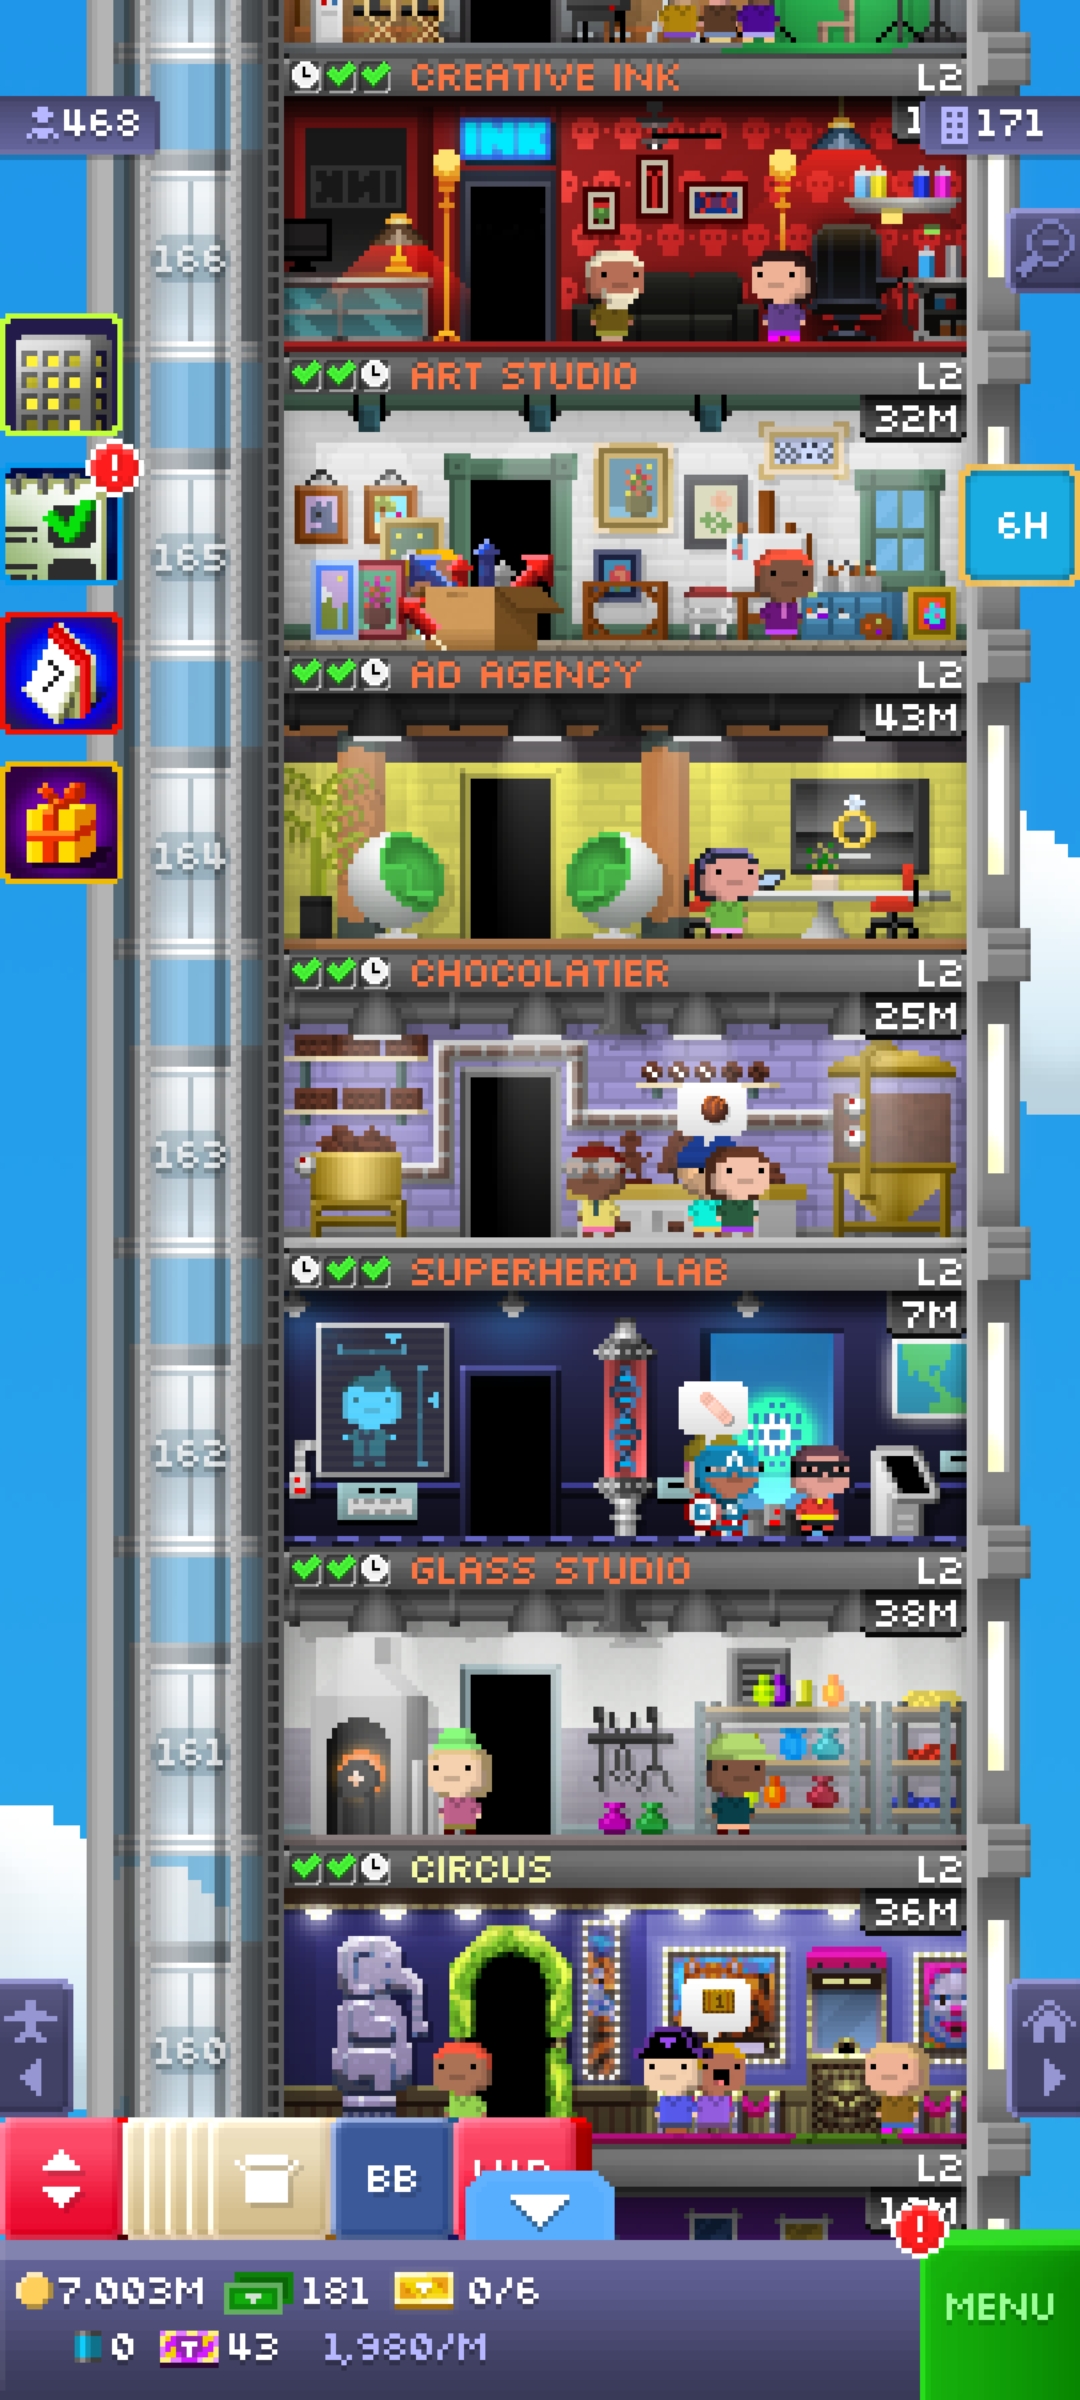 CREATIVE INK L2
468
171
INK
166
ART STUDIO L2
32M
6H
165
AD AGENCY L2
43M
7
164
CHOCOLATIER L2
25M
163
SUPERHERO LAB L2
7M
162
GLASS STUDIO L2
38M
161
CIRCUS L2
36M
1
160
L2
BB
7.003M 181 0/6
MENU
0 T 43 1,980/M